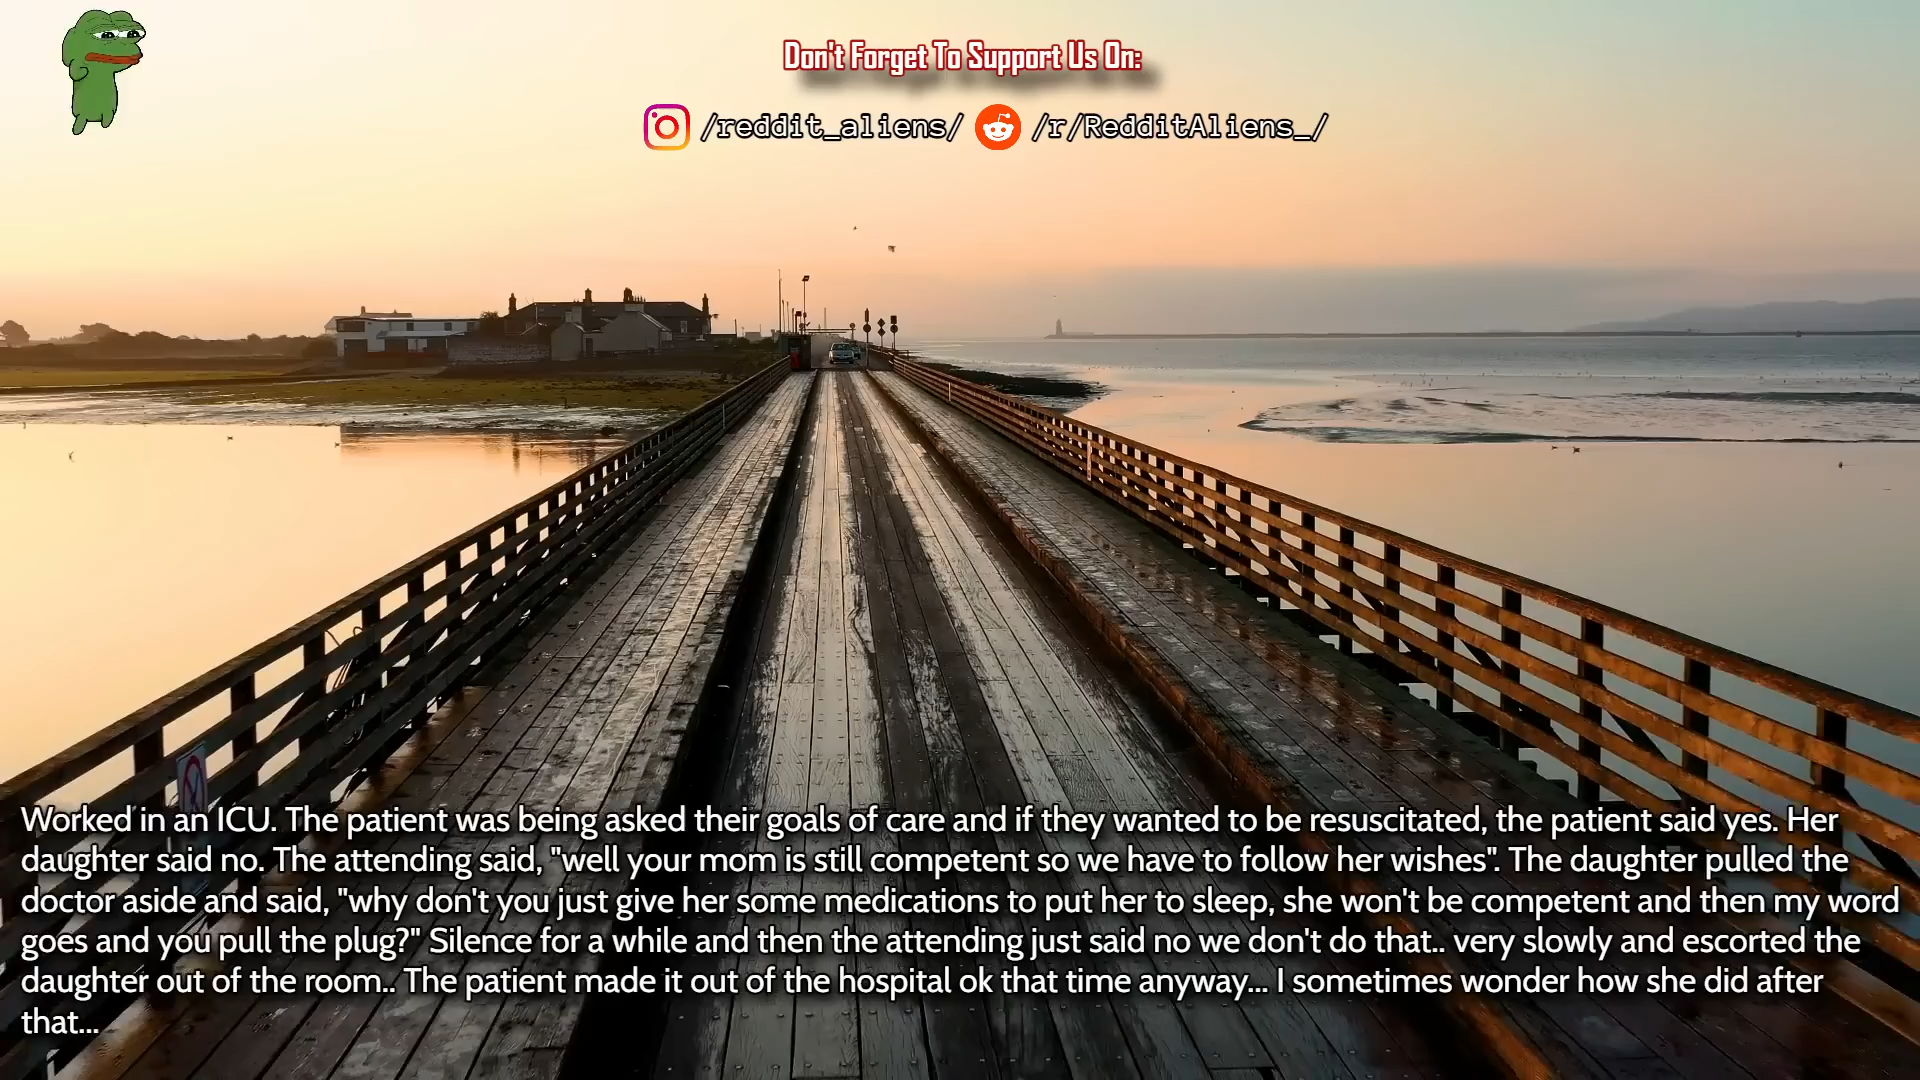 Don't Forget To Support Us On:
/reddit_aliens/ /r/RedditAliens_/
Worked in an ICU. The patient was being asked their goals of care and if they wanted to be resuscitated, the patient said yes. Her
daughter said no. The attending said, "well your mom is still competent so we have to follow her wishes". The daughter pulled the
doctor aside and said, "why don't you just give her some medications to put her to sleep, she won't be competent and then my word
goes and you pull the plug?" Silence for a while and then the attending just said no we don't do that.. very slowly and escorted the
daughter out of the room.. The patient made it out of the hospital ok that time anyway... I sometimes wonder how she did after
that...